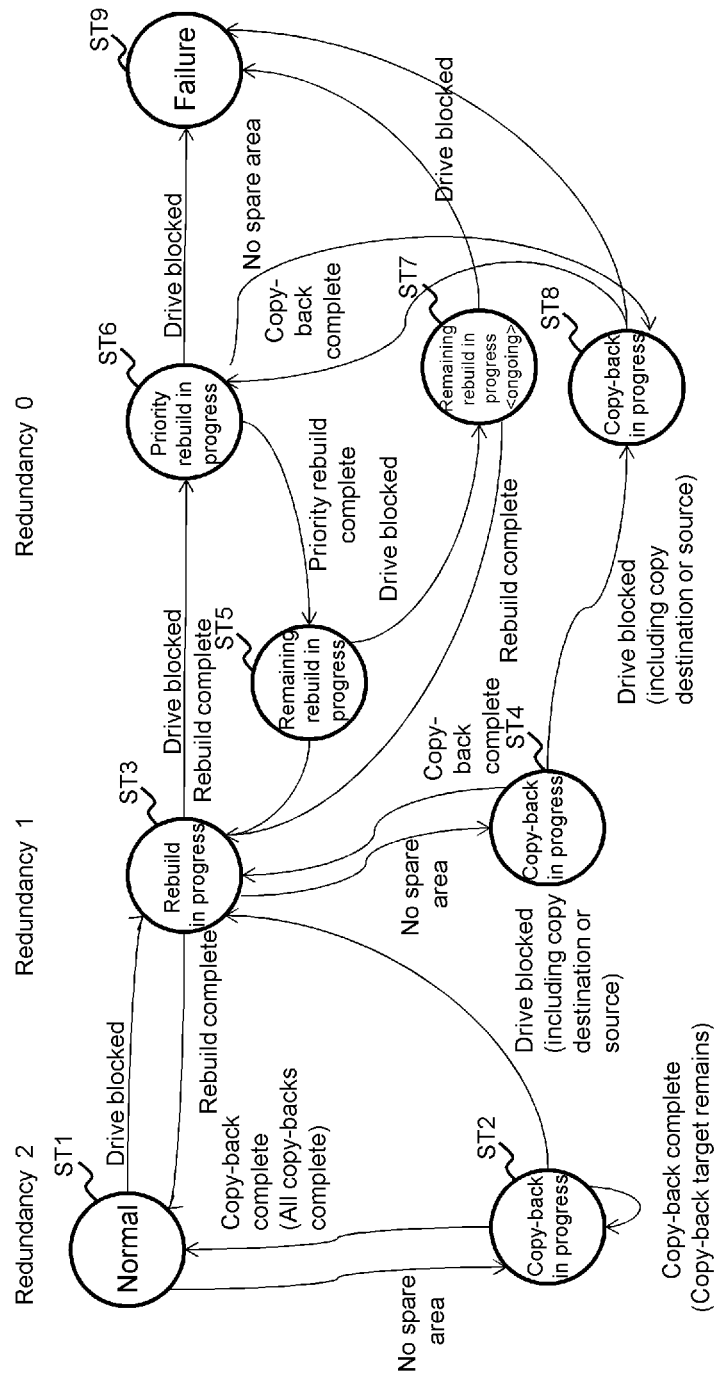 Redundancy 2
Redundancy 1
Redundancy 0
ST1
Normal
Drive blocked
Rebuild complete
Copy-back
complete
(All copy-backs
complete)
No spare
area
ST2
Copy-back
in progress
Copy-back complete
(Copy-back target remains)
Drive blocked
(including copy
destination or
source)
ST3
Rebuild
in progress
No spare
area
Copy-
back
complete
ST4
Copy-back
in progress
Drive blocked
(including copy
destination or source)
Drive blocked
Rebuild complete
ST5
Remaining
rebuild in
progress
Priority rebuild
complete
Drive blocked
Rebuild complete
ST6
Priority
rebuild in
progress
Drive blocked
No spare area
Copy-
back
complete
ST7
Remaining
rebuild in
progress
<ongoing>
Drive blocked
ST8
Copy-back
in progress
ST9
Failure